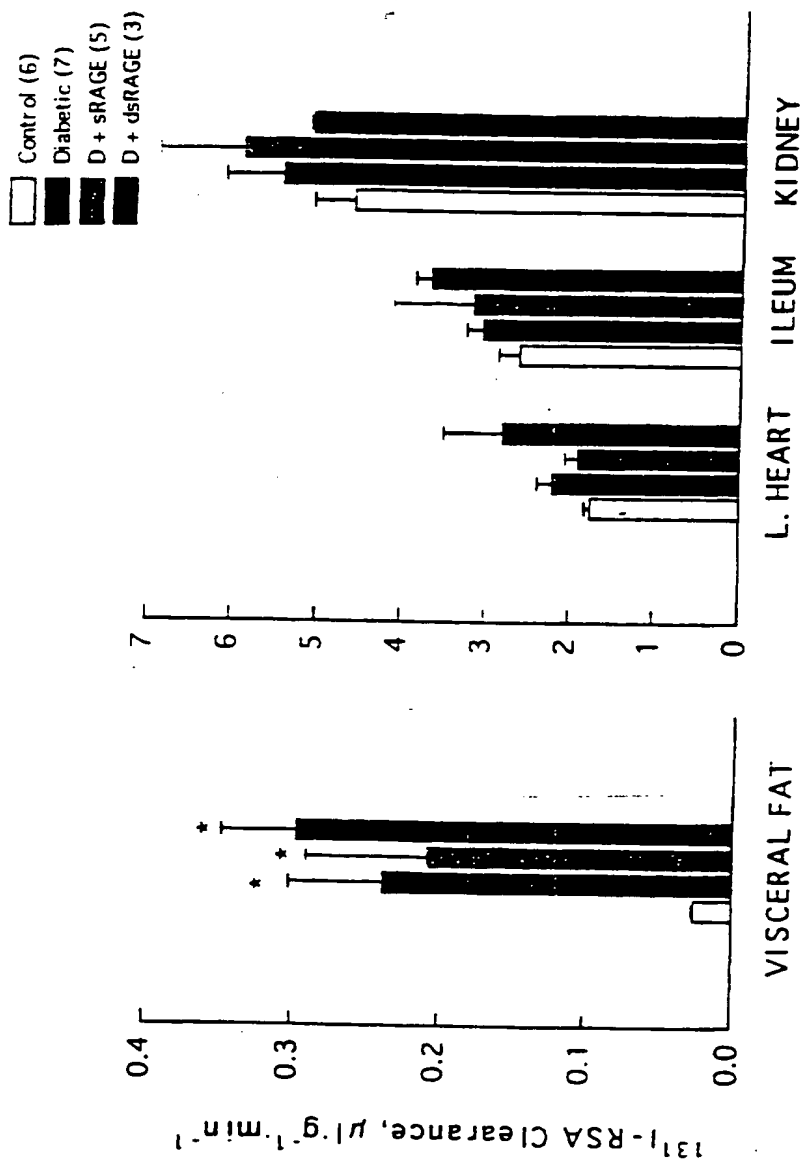 Control (6)
Diabetic (7)
D + sRAGE (5)
D + dsRAGE (3)
¹³¹I-RSA Clearance, µl·g⁻¹·min⁻¹
0.4
0.3
0.2
0.1
0.0
*
*
*
VISCERAL FAT
7
6
5
4
3
2
1
0
L. HEART
ILEUM
KIDNEY